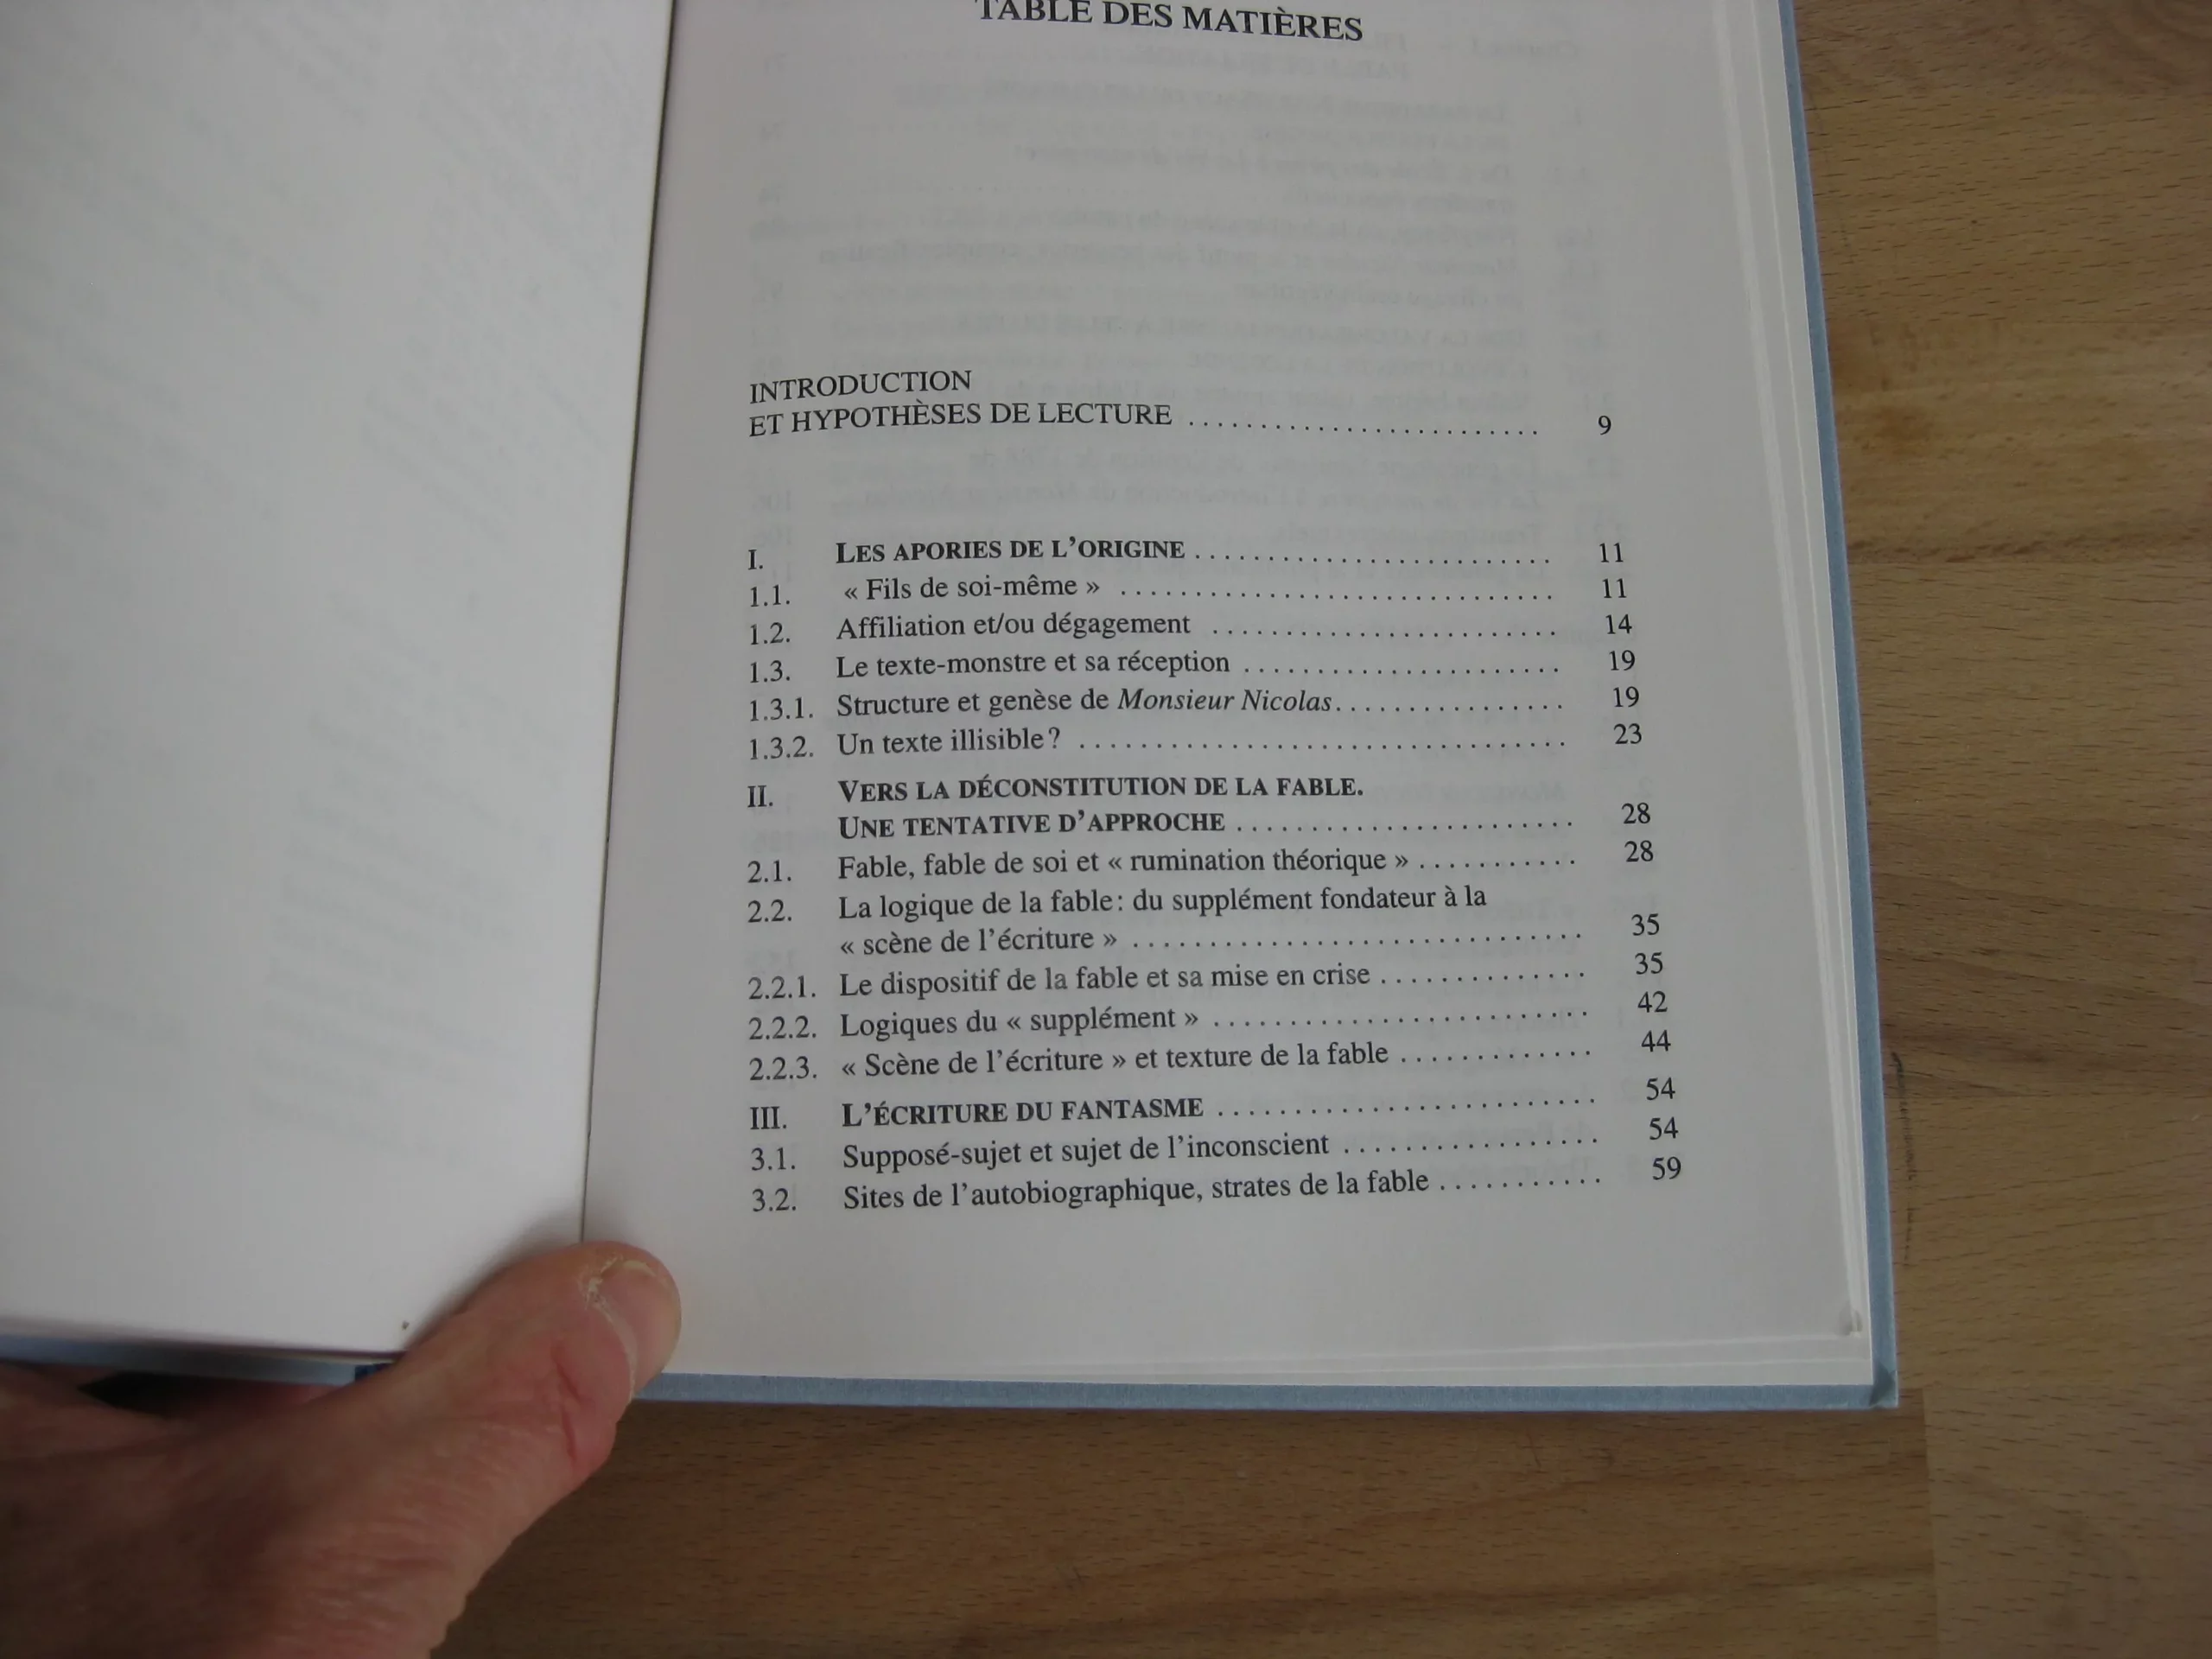 TABLE DES MATIÈRES
INTRODUCTION
ET HYPOTHÈSES DE LECTURE .......................... 9
I. LES APORIES DE L'ORIGINE ......................... 11
1.1. « Fils de soi-même » ............................. 11
1.2. Affiliation et/ou dégagement ........................ 14
1.3. Le texte-monstre et sa réception ...................... 19
1.3.1. Structure et genèse de Monsieur Nicolas................ 19
1.3.2. Un texte illisible ? ................................. 23
II. VERS LA DÉCONSTITUTION DE LA FABLE.
UNE TENTATIVE D'APPROCHE ....................... 28
2.1. Fable, fable de soi et « rumination théorique » ........... 28
2.2. La logique de la fable : du supplément fondateur à la
« scène de l'écriture » .............................. 35
2.2.1. Le dispositif de la fable et sa mise en crise .............. 35
2.2.2. Logiques du « supplément » ......................... 42
2.2.3. « Scène de l'écriture » et texture de la fable ............. 44
III. L'ÉCRITURE DU FANTASME .......................... 54
3.1. Supposé-sujet et sujet de l'inconscient ................. 54
3.2. Sites de l'autobiographique, strates de la fable ........... 59